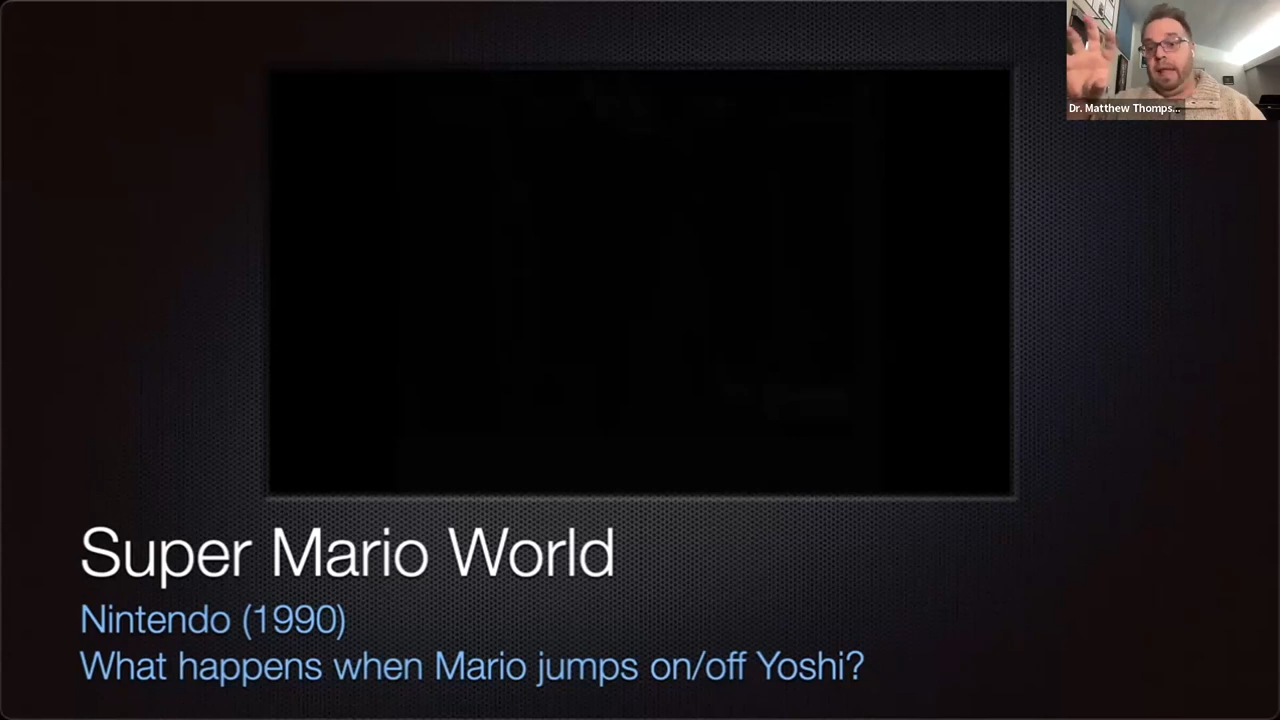 Dr. Matthew Thomps...
Super Mario World
Nintendo (1990)
What happens when Mario jumps on/off Yoshi?